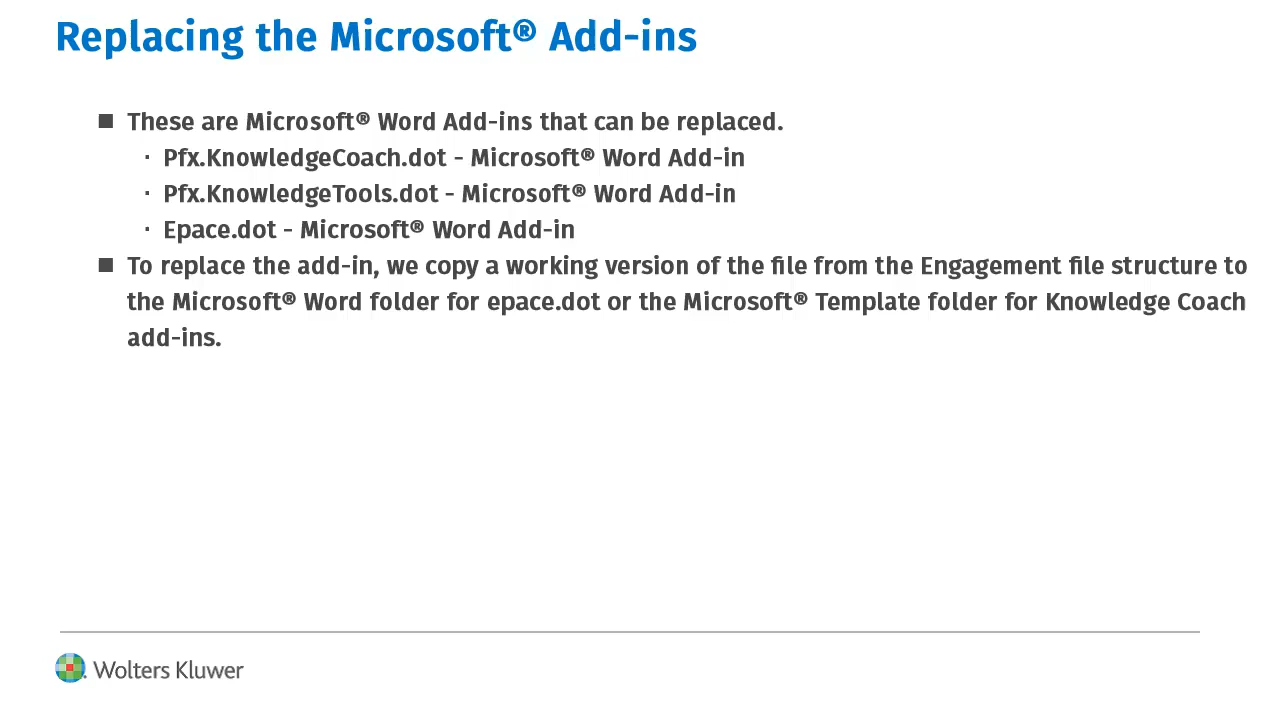 Replacing the Microsoft® Add-ins
■ These are Microsoft® Word Add-ins that can be replaced.
· Pfx.KnowledgeCoach.dot - Microsoft® Word Add-in
· Pfx.KnowledgeTools.dot - Microsoft® Word Add-in
· Epace.dot - Microsoft® Word Add-in
■ To replace the add-in, we copy a working version of the file from the Engagement file structure to
the Microsoft® Word folder for epace.dot or the Microsoft® Template folder for Knowledge Coach
add-ins.
Wolters Kluwer